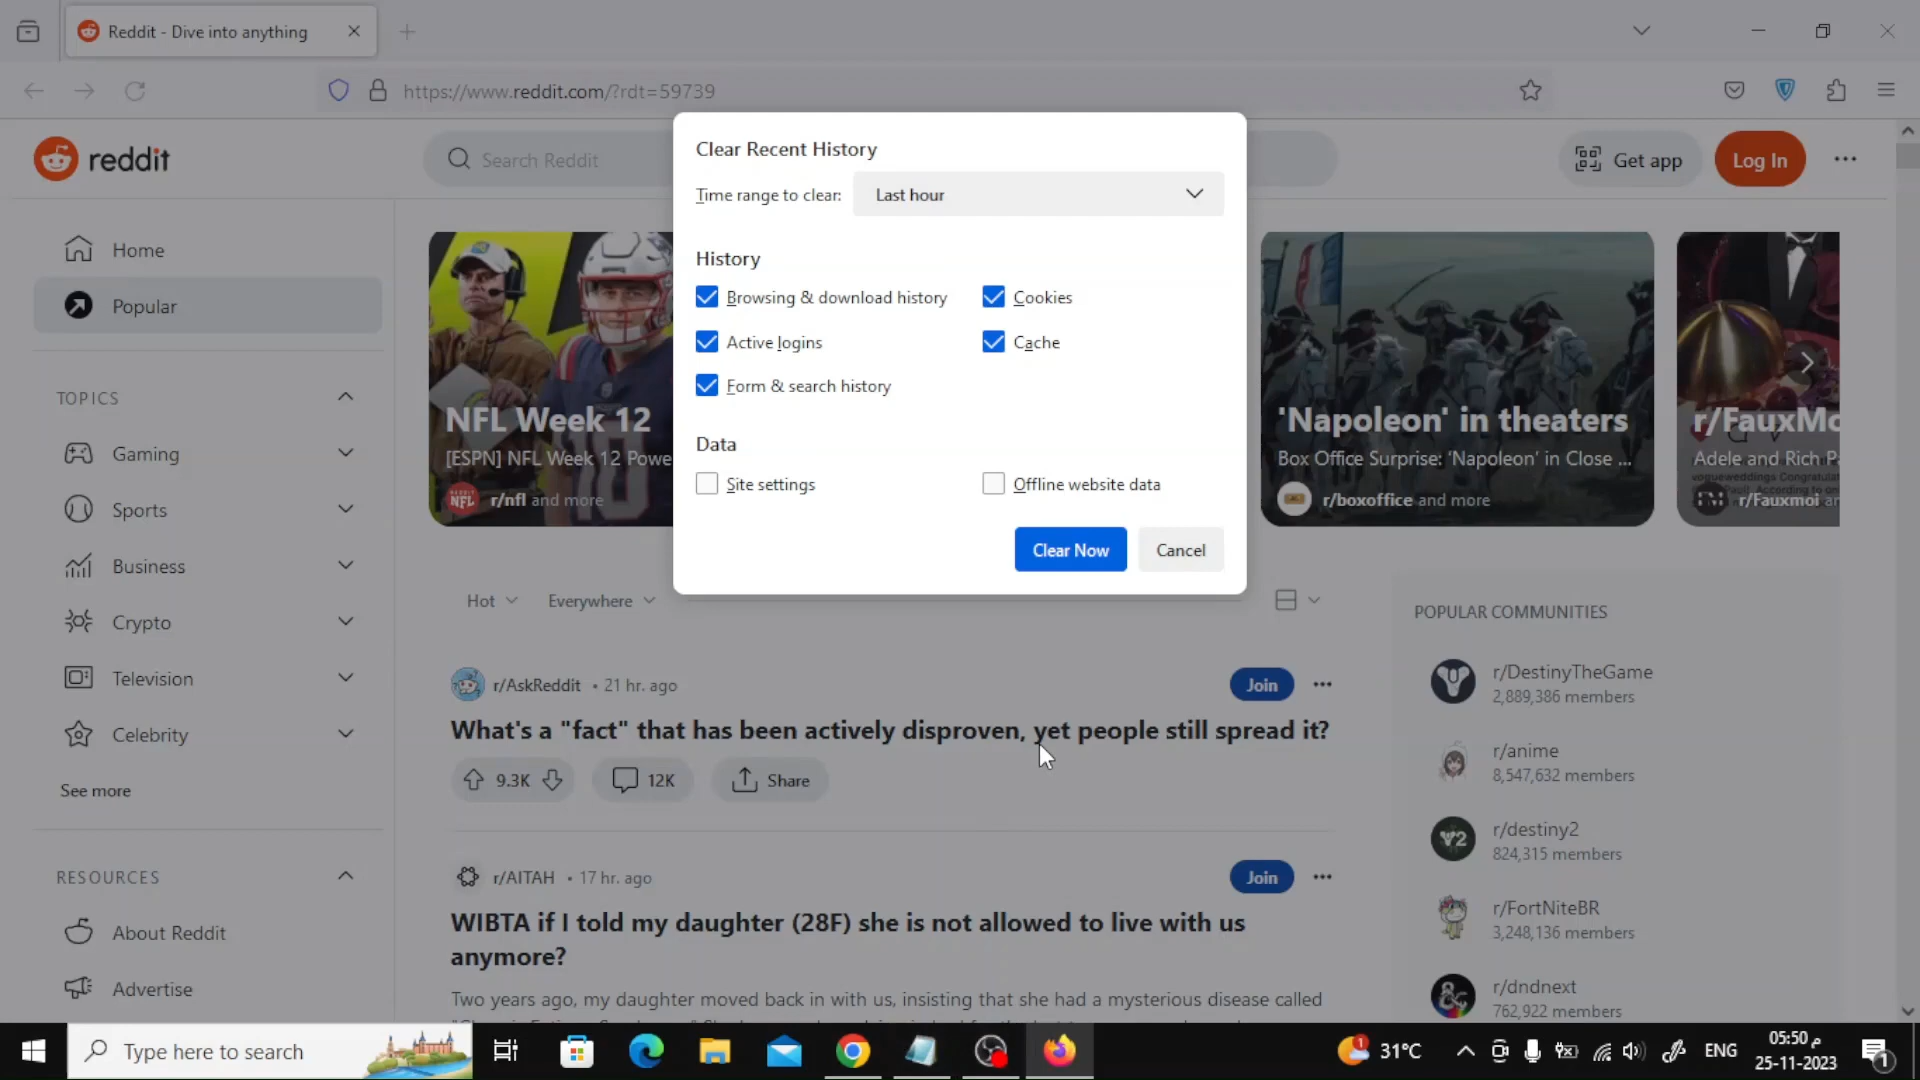 Reddit - Dive into anything
https://www.reddit.com/?rdt=59739
reddit
Search Reddit
Get app
Log In
Clear Recent History
Time range to clear:
Last hour
History
Browsing & download history
Cookies
Active logins
Cache
Form & search history
Data
Site settings
Offline website data
Clear Now
Cancel
Home
Popular
TOPICS
Gaming
Sports
Business
Crypto
Television
Celebrity
See more
RESOURCES
About Reddit
Advertise
NFL Week 12
[ESPN] NFL Week 12 Powe
r/nfl and more
'Napoleon' in theaters
Box Office Surprise: 'Napoleon' in Close ...
r/boxoffice and more
r/FauxMo
Adele and Rich P
r/Fauxmoi an
Hot
Everywhere
r/AskReddit • 21 hr. ago
Join
What's a "fact" that has been actively disproven, yet people still spread it?
9.3K
12K
Share
r/AITAH • 17 hr. ago
Join
WIBTA if I told my daughter (28F) she is not allowed to live with us
anymore?
Two years ago, my daughter moved back in with us, insisting that she had a mysterious disease called
POPULAR COMMUNITIES
r/DestinyTheGame
2,889,386 members
r/anime
8,547,632 members
r/destiny2
824,315 members
r/FortNiteBR
3,248,136 members
r/dndnext
762,922 members
Type here to search
1
31°C
ENG
05:50 م
25-11-2023
1